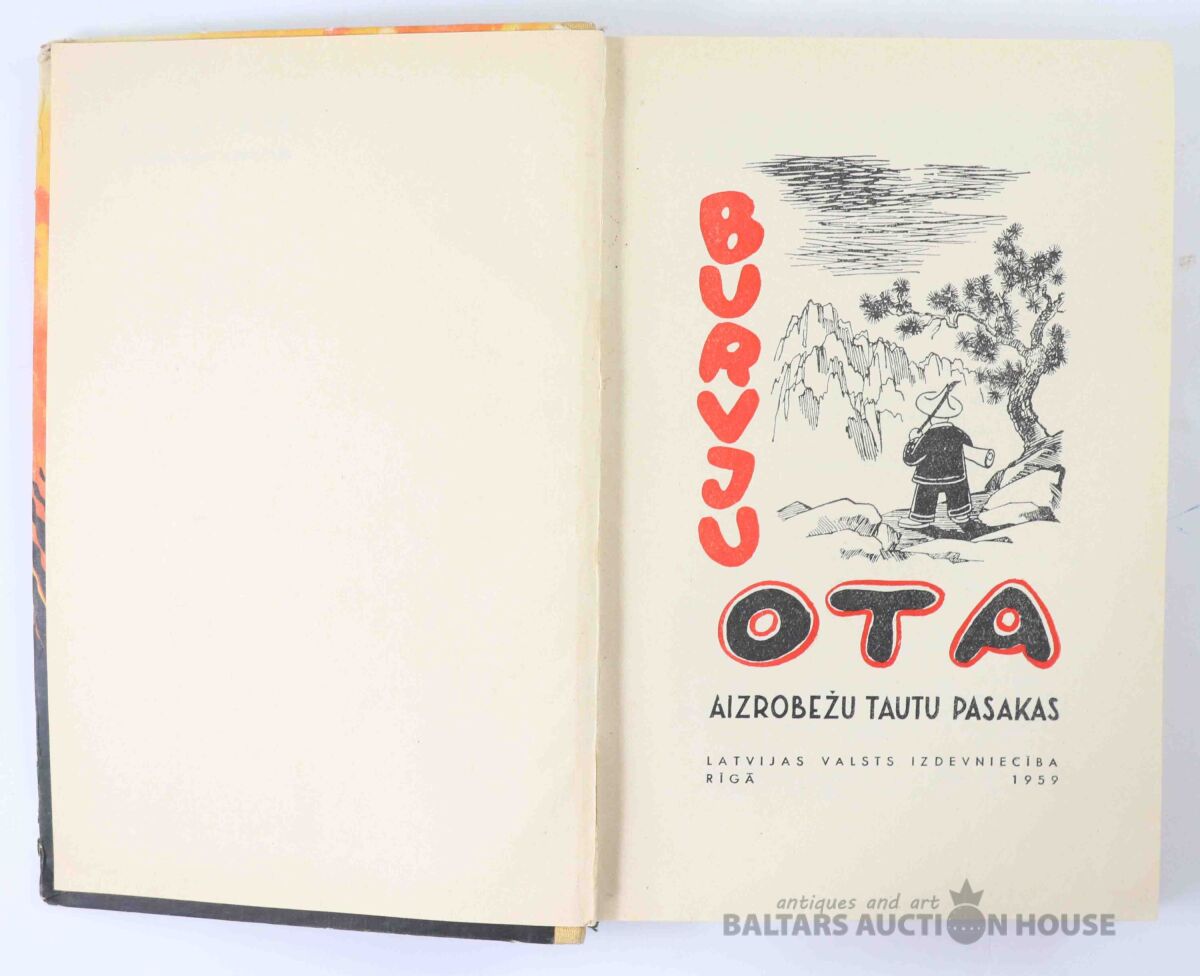 BURVJU
OTA
AIZROBEŽU TAUTU PASAKAS
LATVIJAS VALSTS IZDEVNIECĪBA
RĪGĀ 1959
antiques and art
BALTARS AUCTION HOUSE